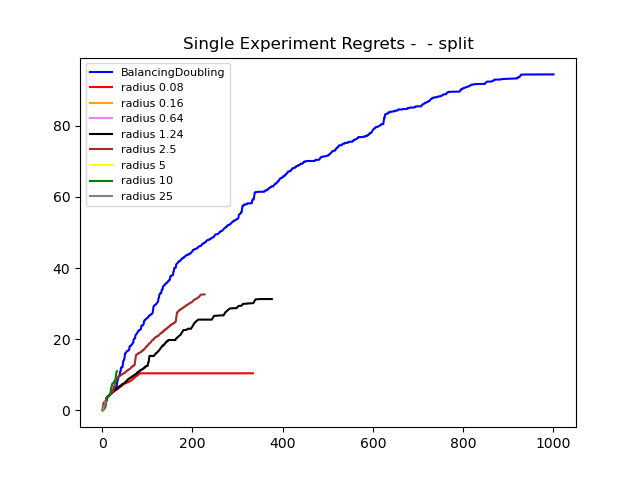 Single Experiment Regrets -  - split
BalancingDoubling
radius 0.08
radius 0.16
radius 0.64
radius 1.24
radius 2.5
radius 5
radius 10
radius 25
80
60
40
20
0
0 200 400 600 800 1000